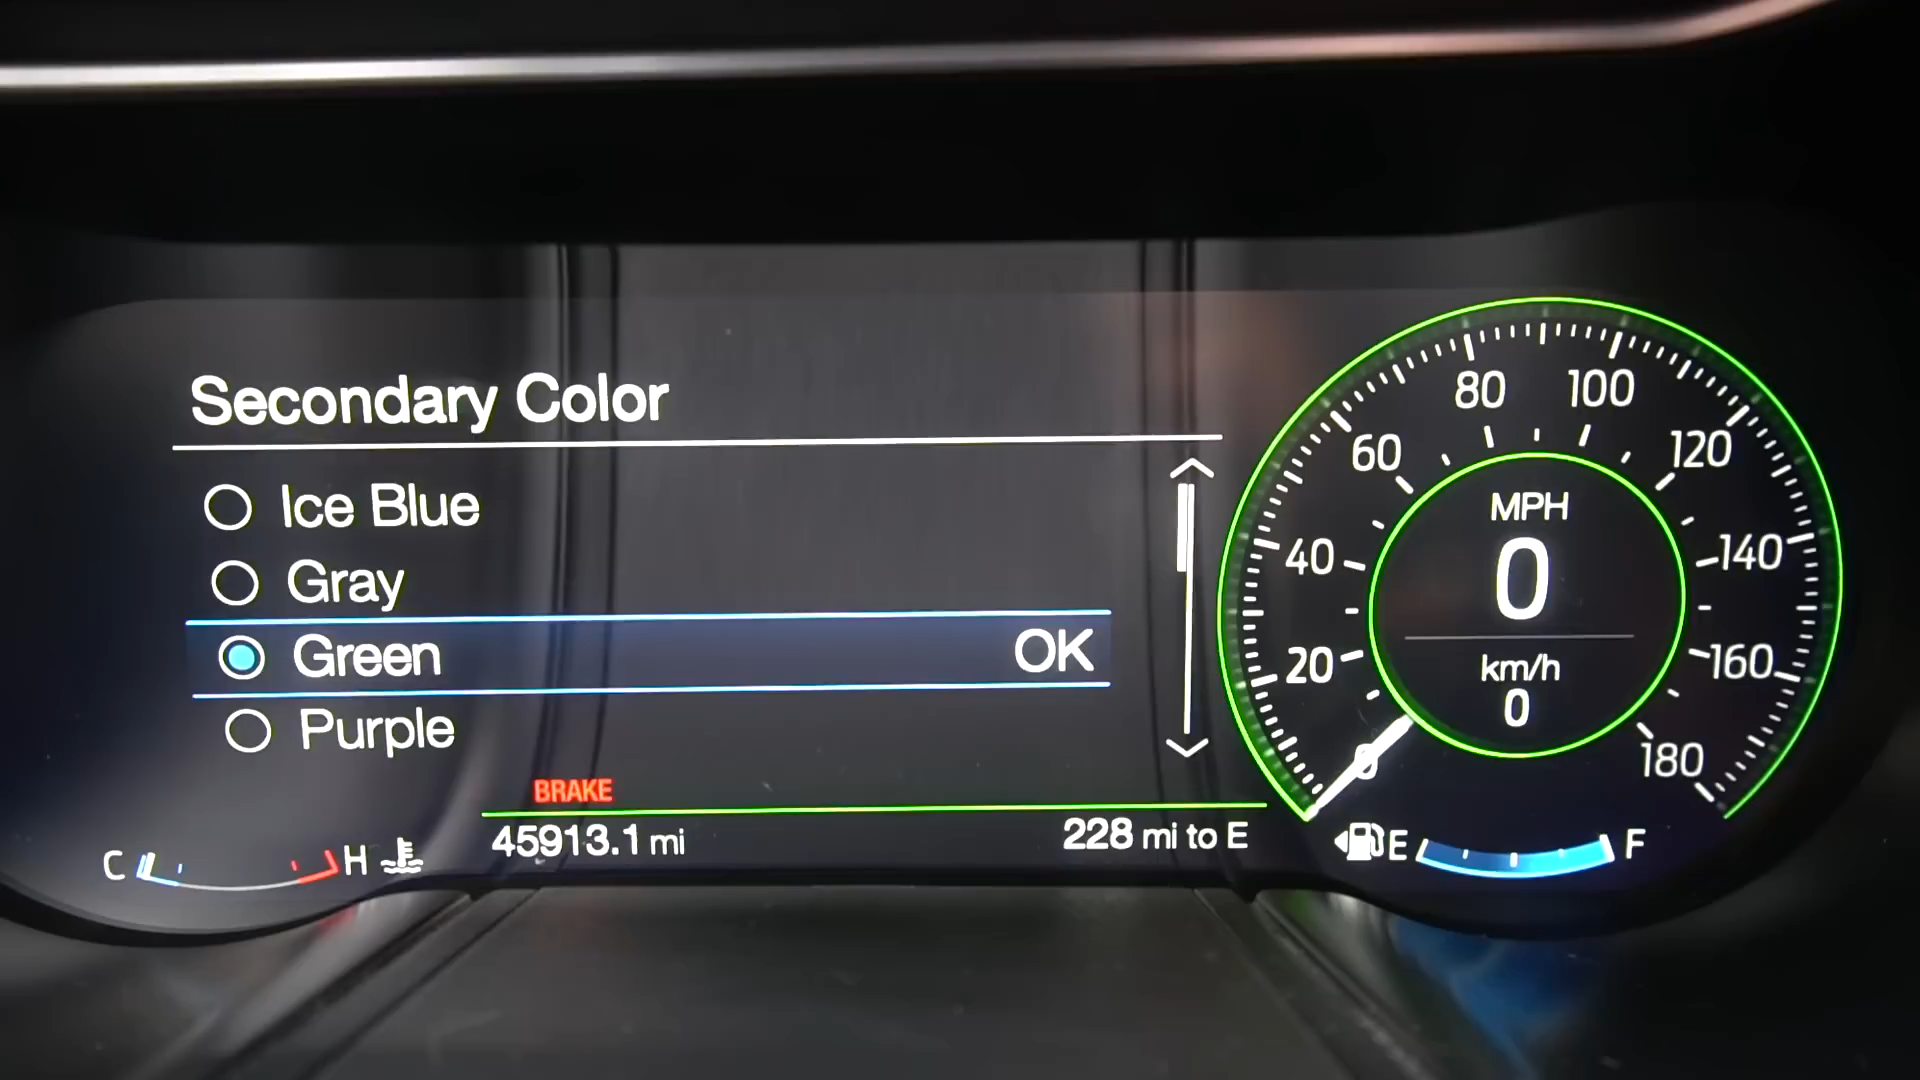 Secondary Color
Ice Blue
Gray
Green OK
Purple
BRAKE
45913.1 mi 228 mi to E
C H
0 20 40 60 80 100 120 140 160 180
MPH
0
km/h
0
E F